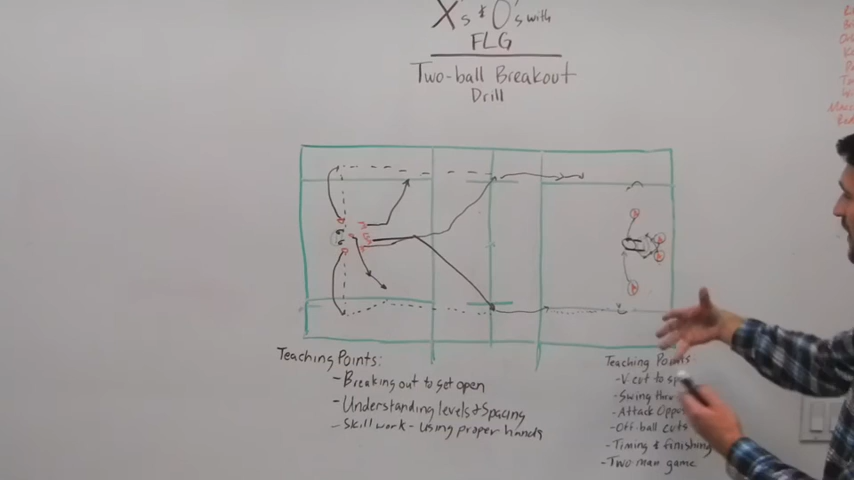 X's & O's with
FLG
Two-ball Breakout
Drill
Teaching Points:
- Breaking out to get open
- Understanding levels & Spacing
- Skill work - using proper hands
Teaching Points:
- V-cut to
- Swing
- Attack
- Off-ball cuts
- Timing & finishing
- Two man game